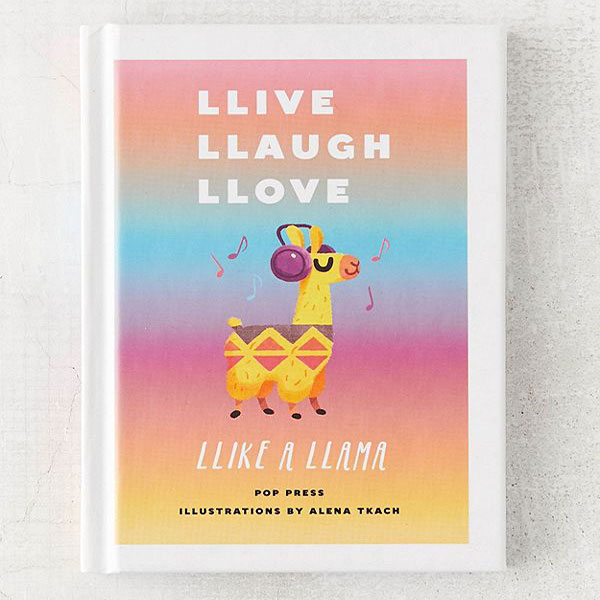 LLIVE
LLAUGH
LLOVE
LLIKE A LLAMA
POP PRESS
ILLUSTRATIONS BY ALENA TKACH